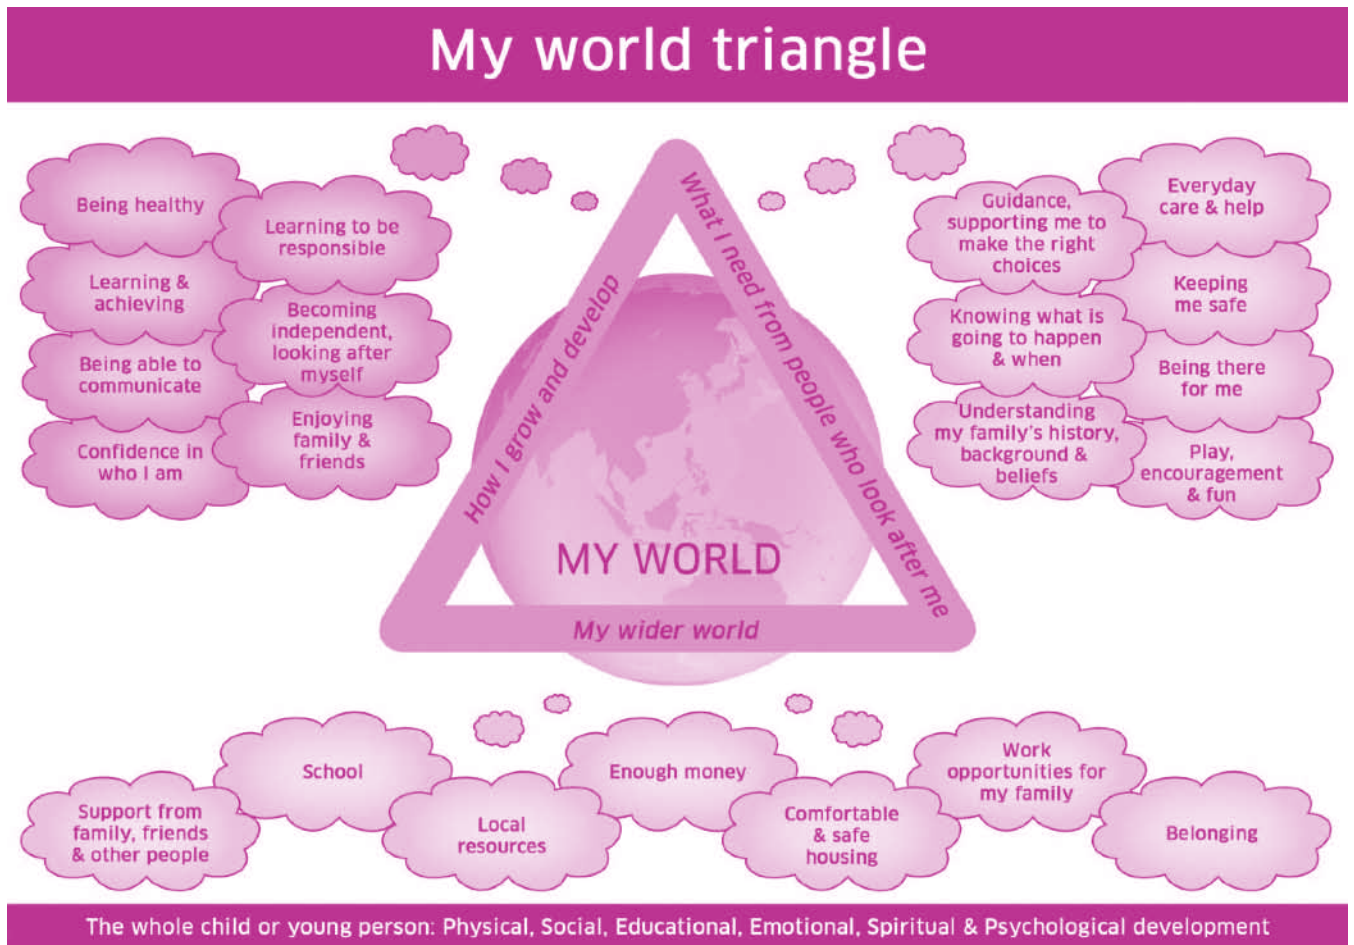 My world triangle
Being healthy
Learning to be
responsible
Learning &
achieving
Becoming
independent,
looking after
myself
Being able to
communicate
Enjoying
family &
friends
Confidence in
who I am
How I grow and develop
What I need from people who look after me
MY WORLD
My wider world
Guidance,
supporting me to
make the right
choices
Everyday
care & help
Keeping
me safe
Knowing what is
going to happen
& when
Being there
for me
Understanding
my family's history,
background &
beliefs
Play,
encouragement
& fun
Support from
family, friends
& other people
School
Local
resources
Enough money
Comfortable
& safe
housing
Work
opportunities for
my family
Belonging
The whole child or young person: Physical, Social, Educational, Emotional, Spiritual & Psychological development